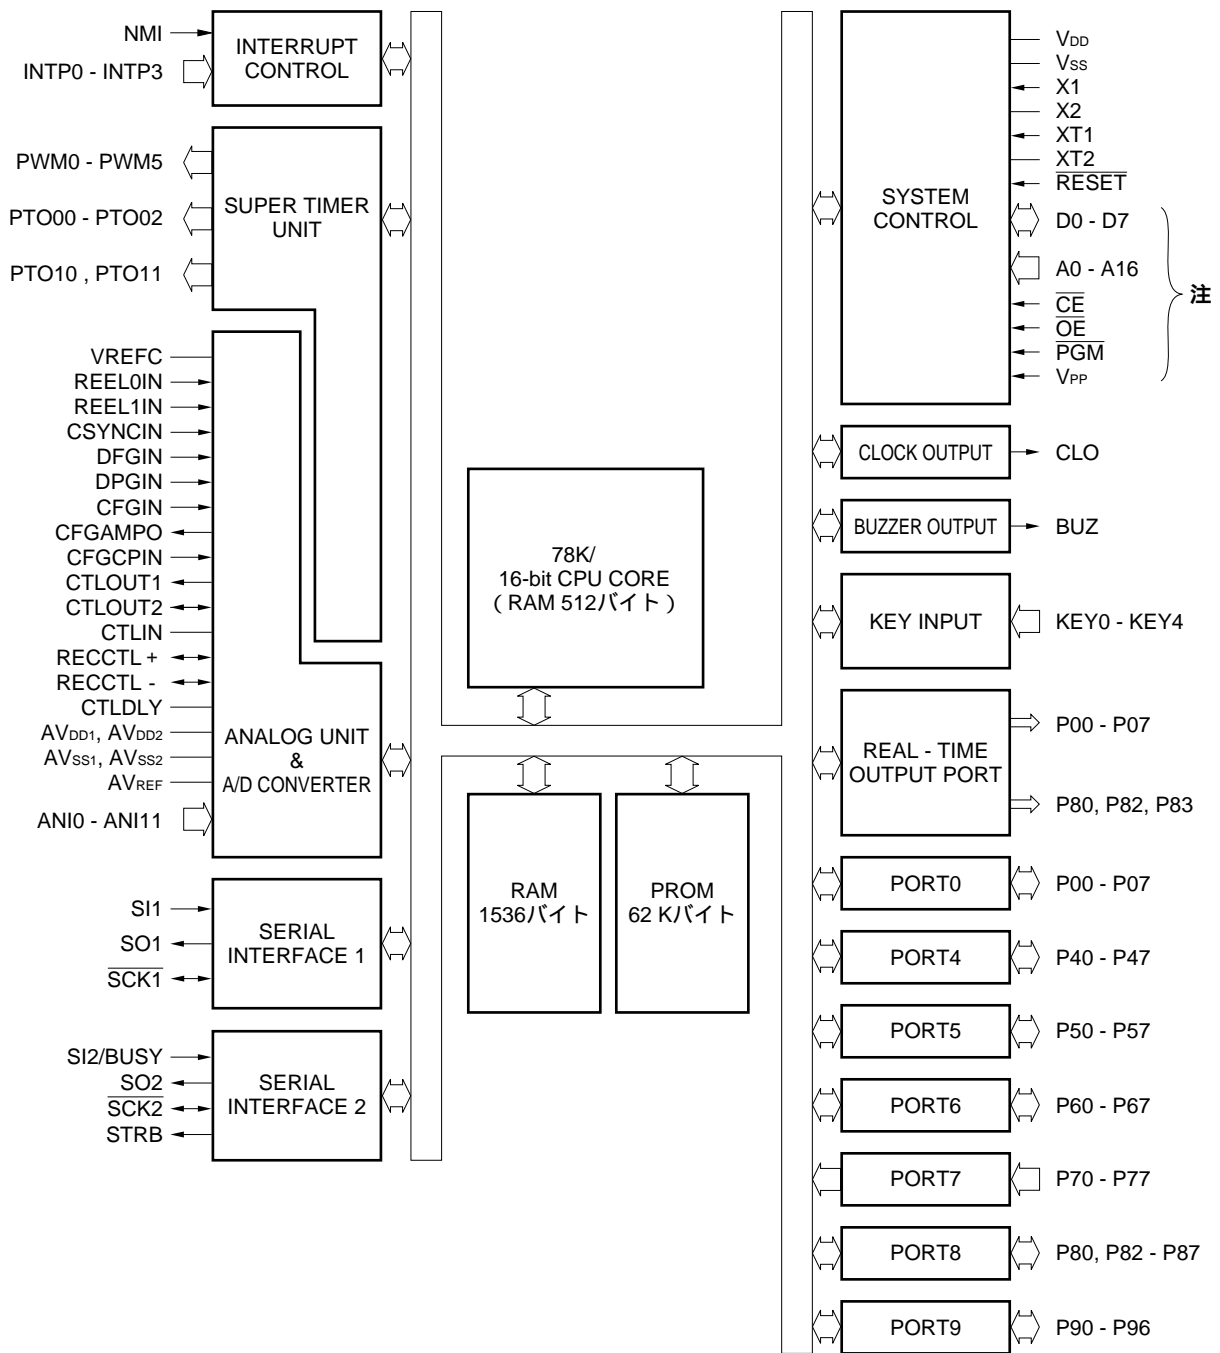 NMI
INTP0 - INTP3
INTERRUPT
CONTROL
PWM0 - PWM5
PTO00 - PTO02
PTO10 , PTO11
SUPER TIMER
UNIT
VREFC
REEL0IN
REEL1IN
CSYNCIN
DFGIN
DPGIN
CFGIN
CFGAMPO
CFGCPIN
CTLOUT1
CTLOUT2
CTLIN
RECCTL +
RECCTL -
CTLDLY
AVDD1, AVDD2
AVSS1, AVSS2
AVREF
ANI0 - ANI11
ANALOG UNIT
&
A/D CONVERTER
SI1
SO1
SCK1
SERIAL
INTERFACE 1
SI2/BUSY
SO2
SCK2
STRB
SERIAL
INTERFACE 2
78K/
16-bit CPU CORE
( RAM 512バイト )
RAM
1536バイト
PROM
62 Kバイト
SYSTEM
CONTROL
VDD
VSS
X1
X2
XT1
XT2
RESET
D0 - D7
A0 - A16
CE
OE
PGM
VPP
注
CLOCK OUTPUT
CLO
BUZZER OUTPUT
BUZ
KEY INPUT
KEY0 - KEY4
REAL - TIME
OUTPUT PORT
P00 - P07
P80, P82, P83
PORT0
P00 - P07
PORT4
P40 - P47
PORT5
P50 - P57
PORT6
P60 - P67
PORT7
P70 - P77
PORT8
P80, P82 - P87
PORT9
P90 - P96